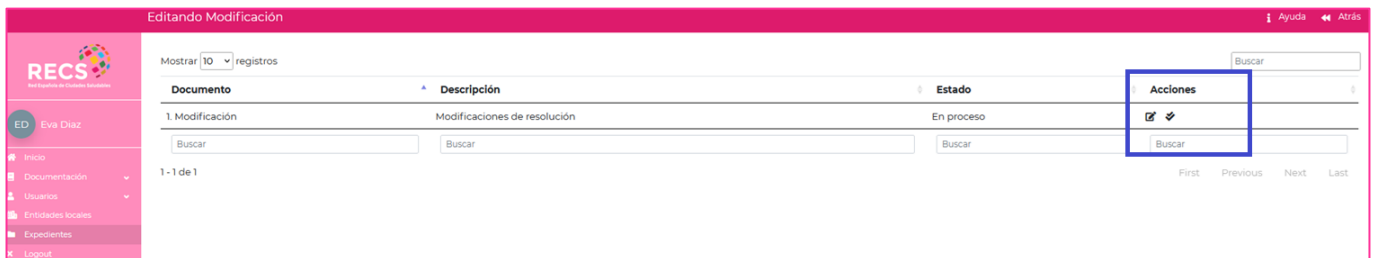 Editando Modificación
Ayuda Atrás
RECS
Red Española de Ciudades Saludables
ED Eva Diaz
Inicio
Documentación
Usuarios
Entidades locales
Expedientes
Logout
Mostrar 10 registros
Buscar
Documento Descripción Estado Acciones
1. Modificación Modificaciones de resolución En proceso
Buscar Buscar Buscar Buscar
1 - 1 de 1
First Previous Next Last